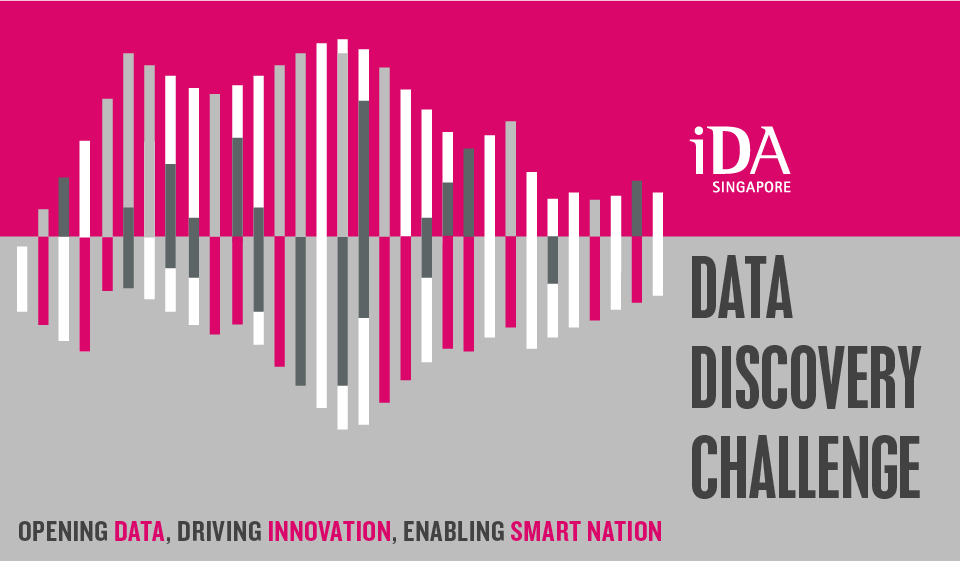 iDA
SINGAPORE
DATA
DISCOVERY
CHALLENGE
OPENING DATA, DRIVING INNOVATION, ENABLING SMART NATION